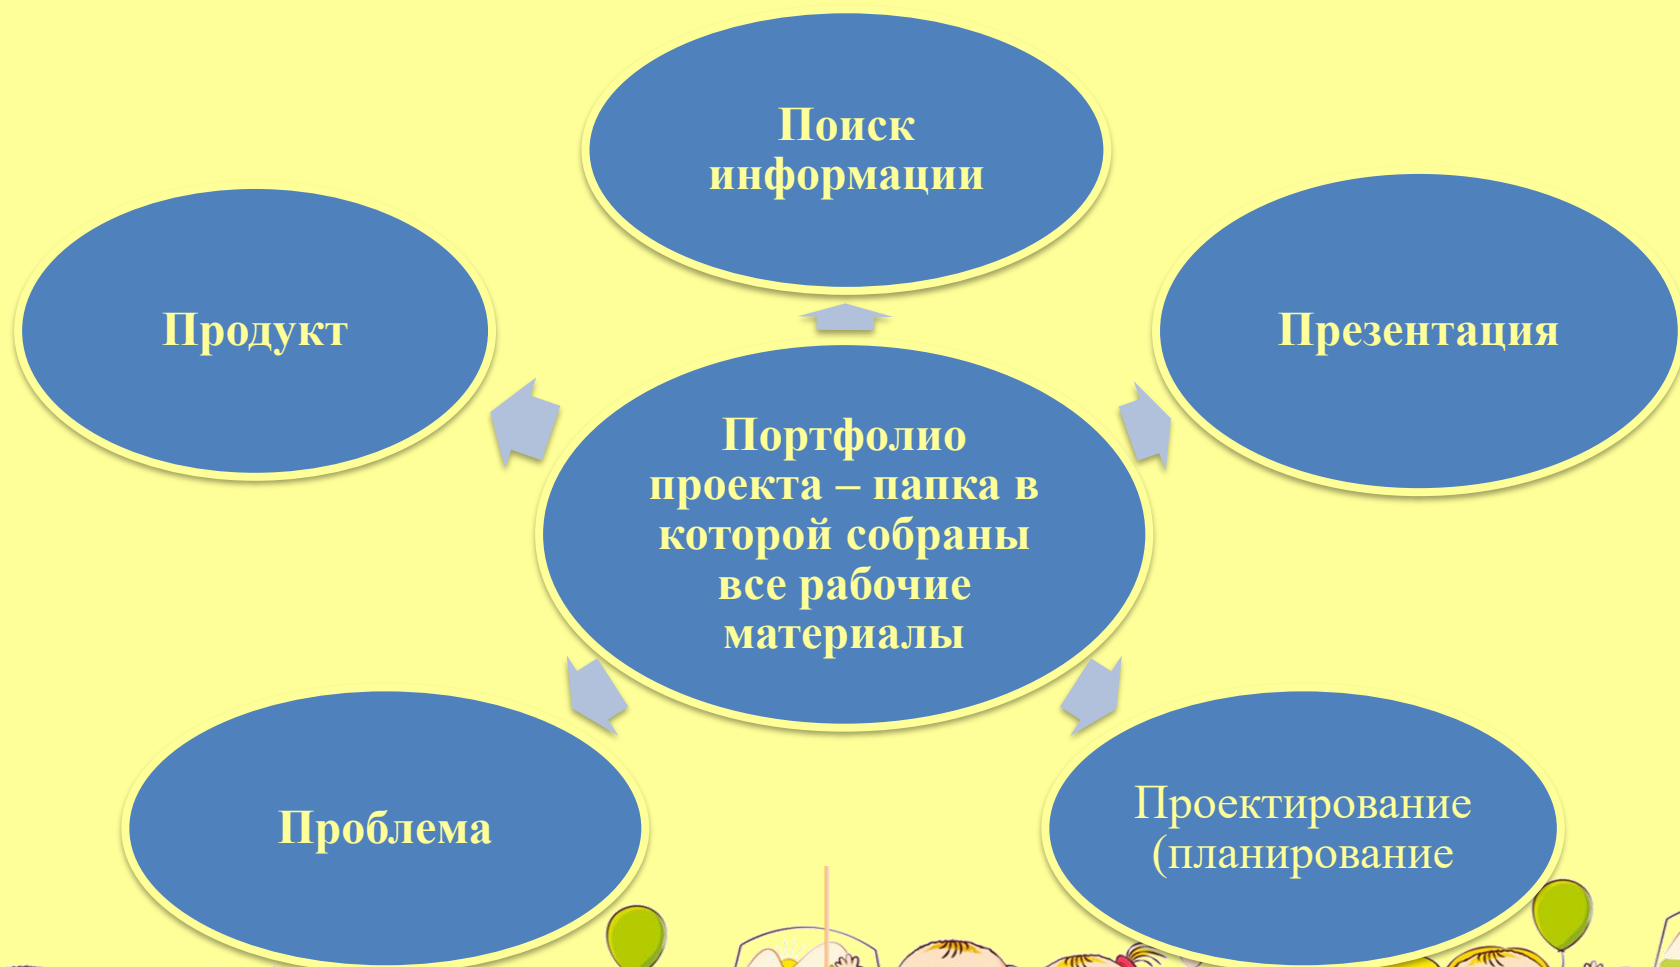 Поиск
информации
Продукт
Презентация
Портфолио
проекта – папка в
которой собраны
все рабочие
материалы
Проблема
Проектирование
(планирование